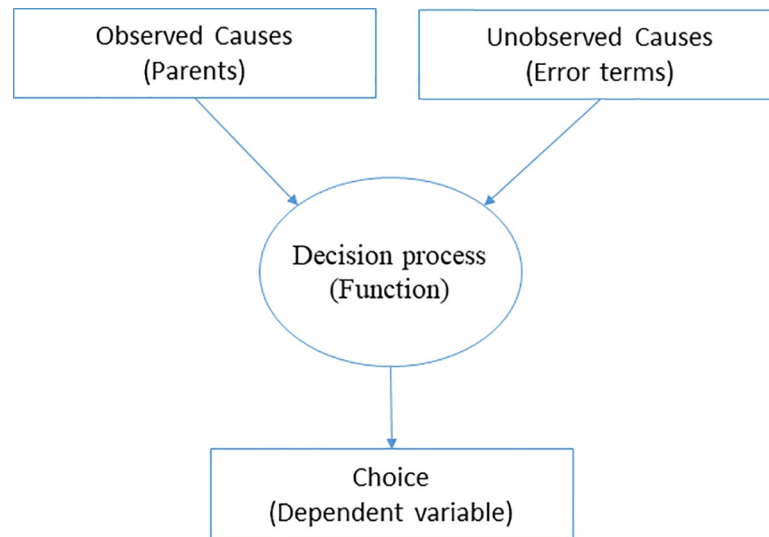 Observed Causes
(Parents)
Unobserved Causes
(Error terms)
Decision process
(Function)
Choice
(Dependent variable)